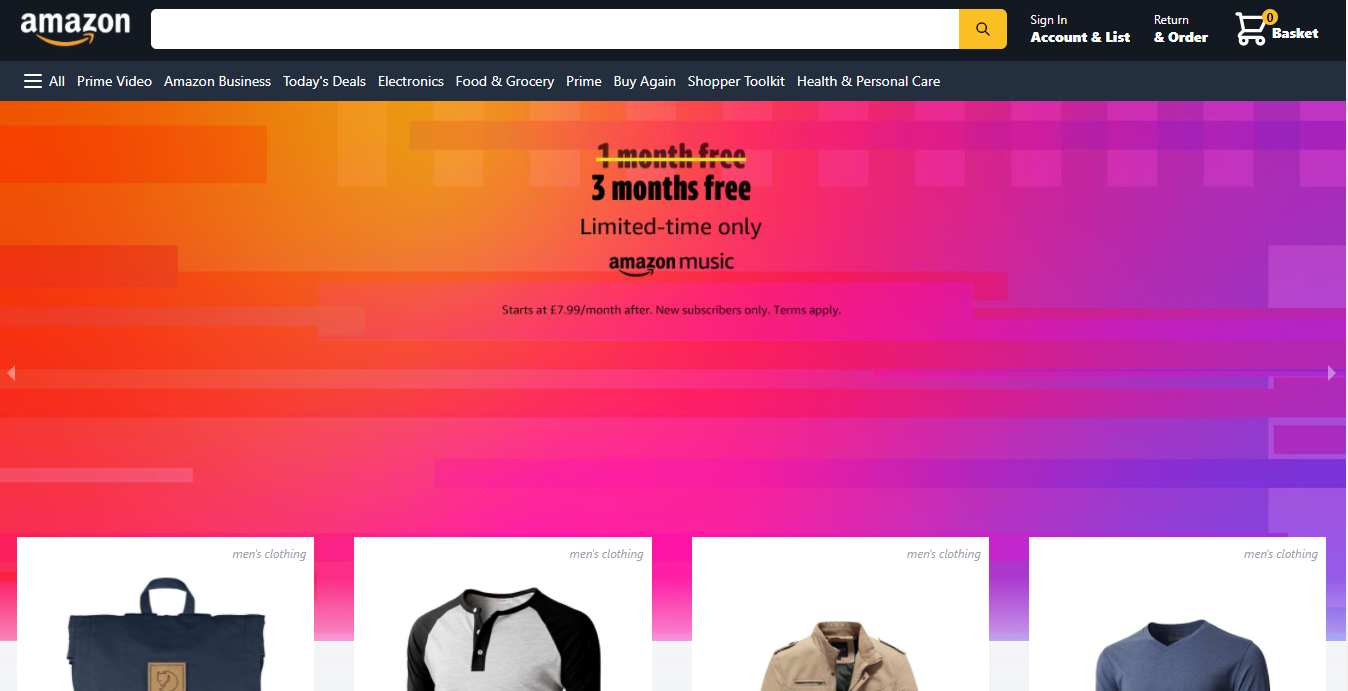 amazon
Sign In
Account & List
Return
& Order
0
Basket
All Prime Video Amazon Business Today's Deals Electronics Food & Grocery Prime Buy Again Shopper Toolkit Health & Personal Care
1 month free
3 months free
Limited-time only
amazon music
Starts at £7.99/month after. New subscribers only. Terms apply.
men's clothing men's clothing men's clothing men's clothing